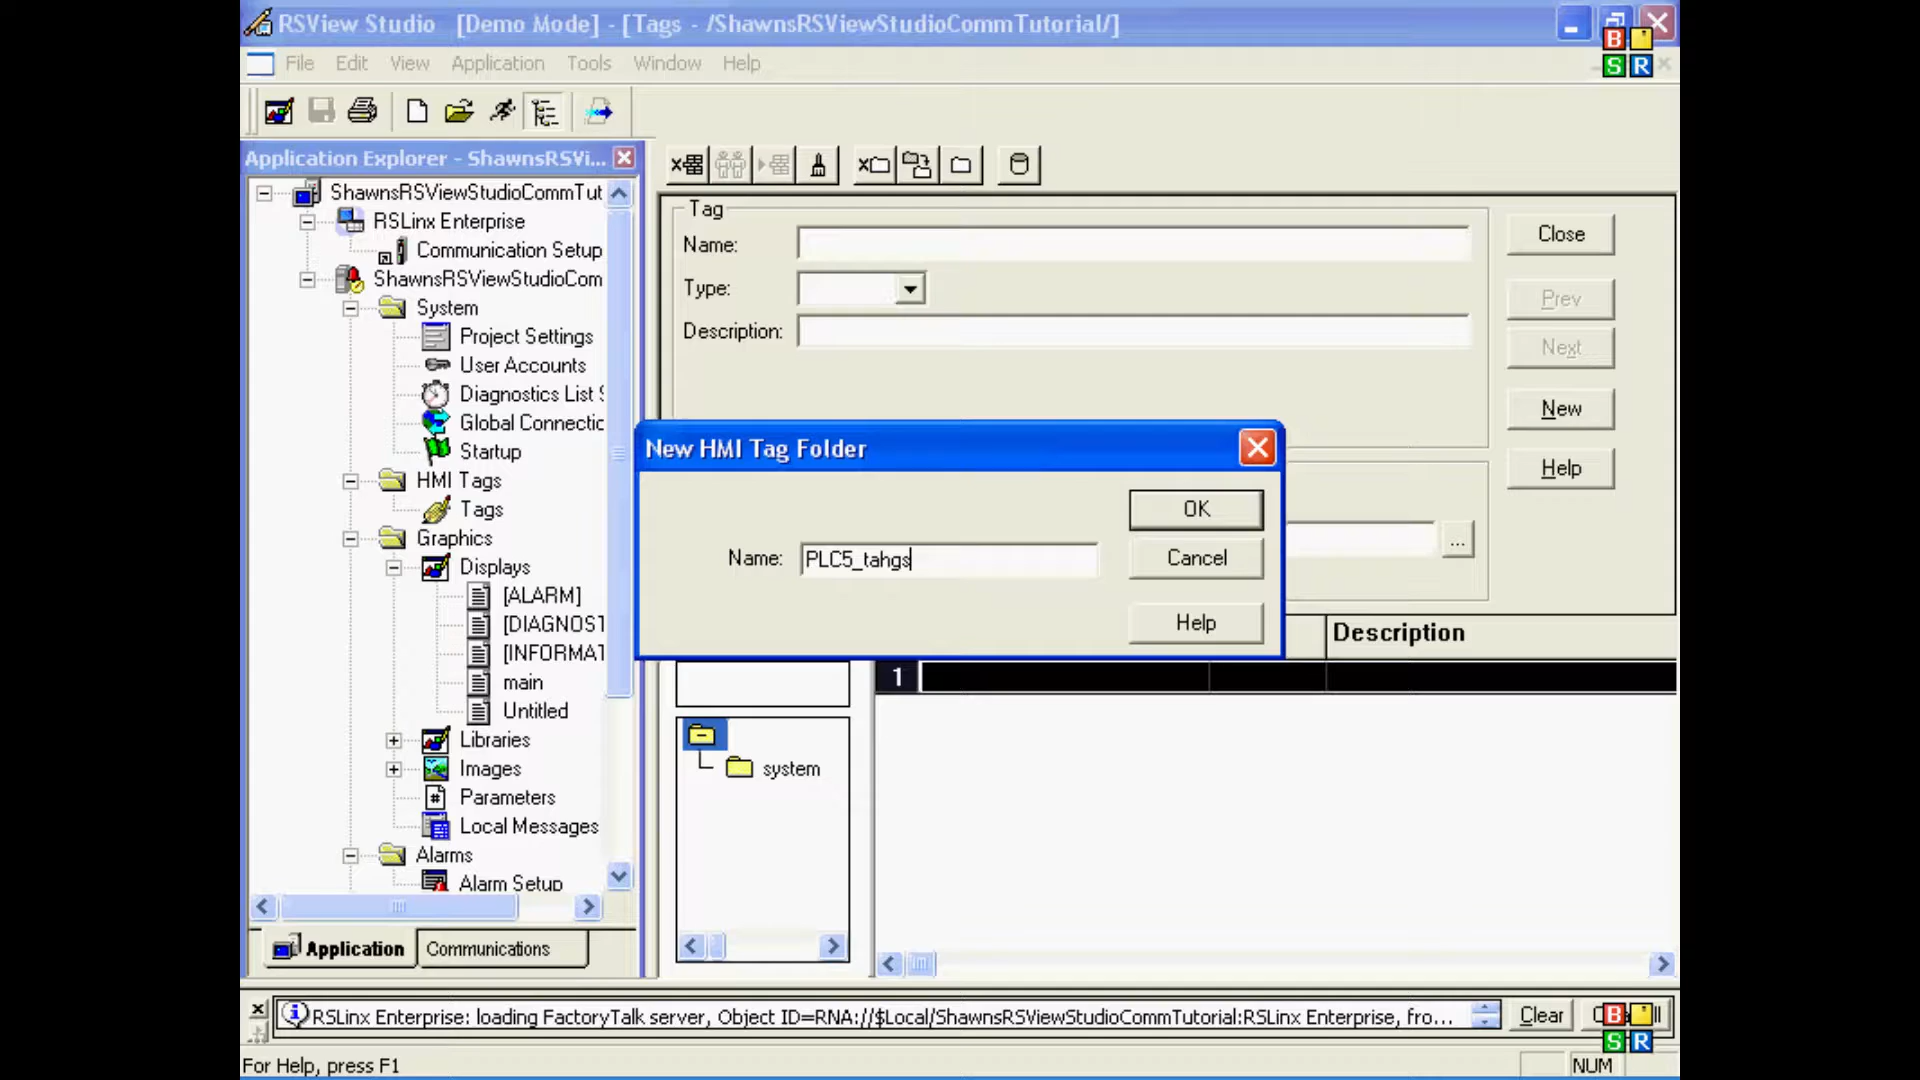 RSView Studio [Demo Mode] - [Tags - /ShawnsRSViewStudioCommTutorial/]
File Edit View Application Tools Window Help
Application Explorer - ShawnsRSVi...
ShawnsRSViewStudioCommTut
RSLinx Enterprise
Communication Setup
ShawnsRSViewStudioCom
System
Project Settings
User Accounts
Diagnostics List S
Global Connectic
Startup
HMI Tags
Tags
Graphics
Displays
[ALARM]
[DIAGNOST
[INFORMAT
main
Untitled
Libraries
Images
Parameters
Local Messages
Alarms
Alarm Setup
Application Communications
Tag
Name:
Type:
Description:
Close
Prev
Next
New
Help
...
New HMI Tag Folder
Name: PLC5_tahgs
OK
Cancel
Help
Description
1
system
RSLinx Enterprise: loading FactoryTalk server, Object ID=RNA://$Local/ShawnsRSViewStudioCommTutorial:RSLinx Enterprise, fro...
Clear
For Help, press F1
NUM
B
S R
B
S R